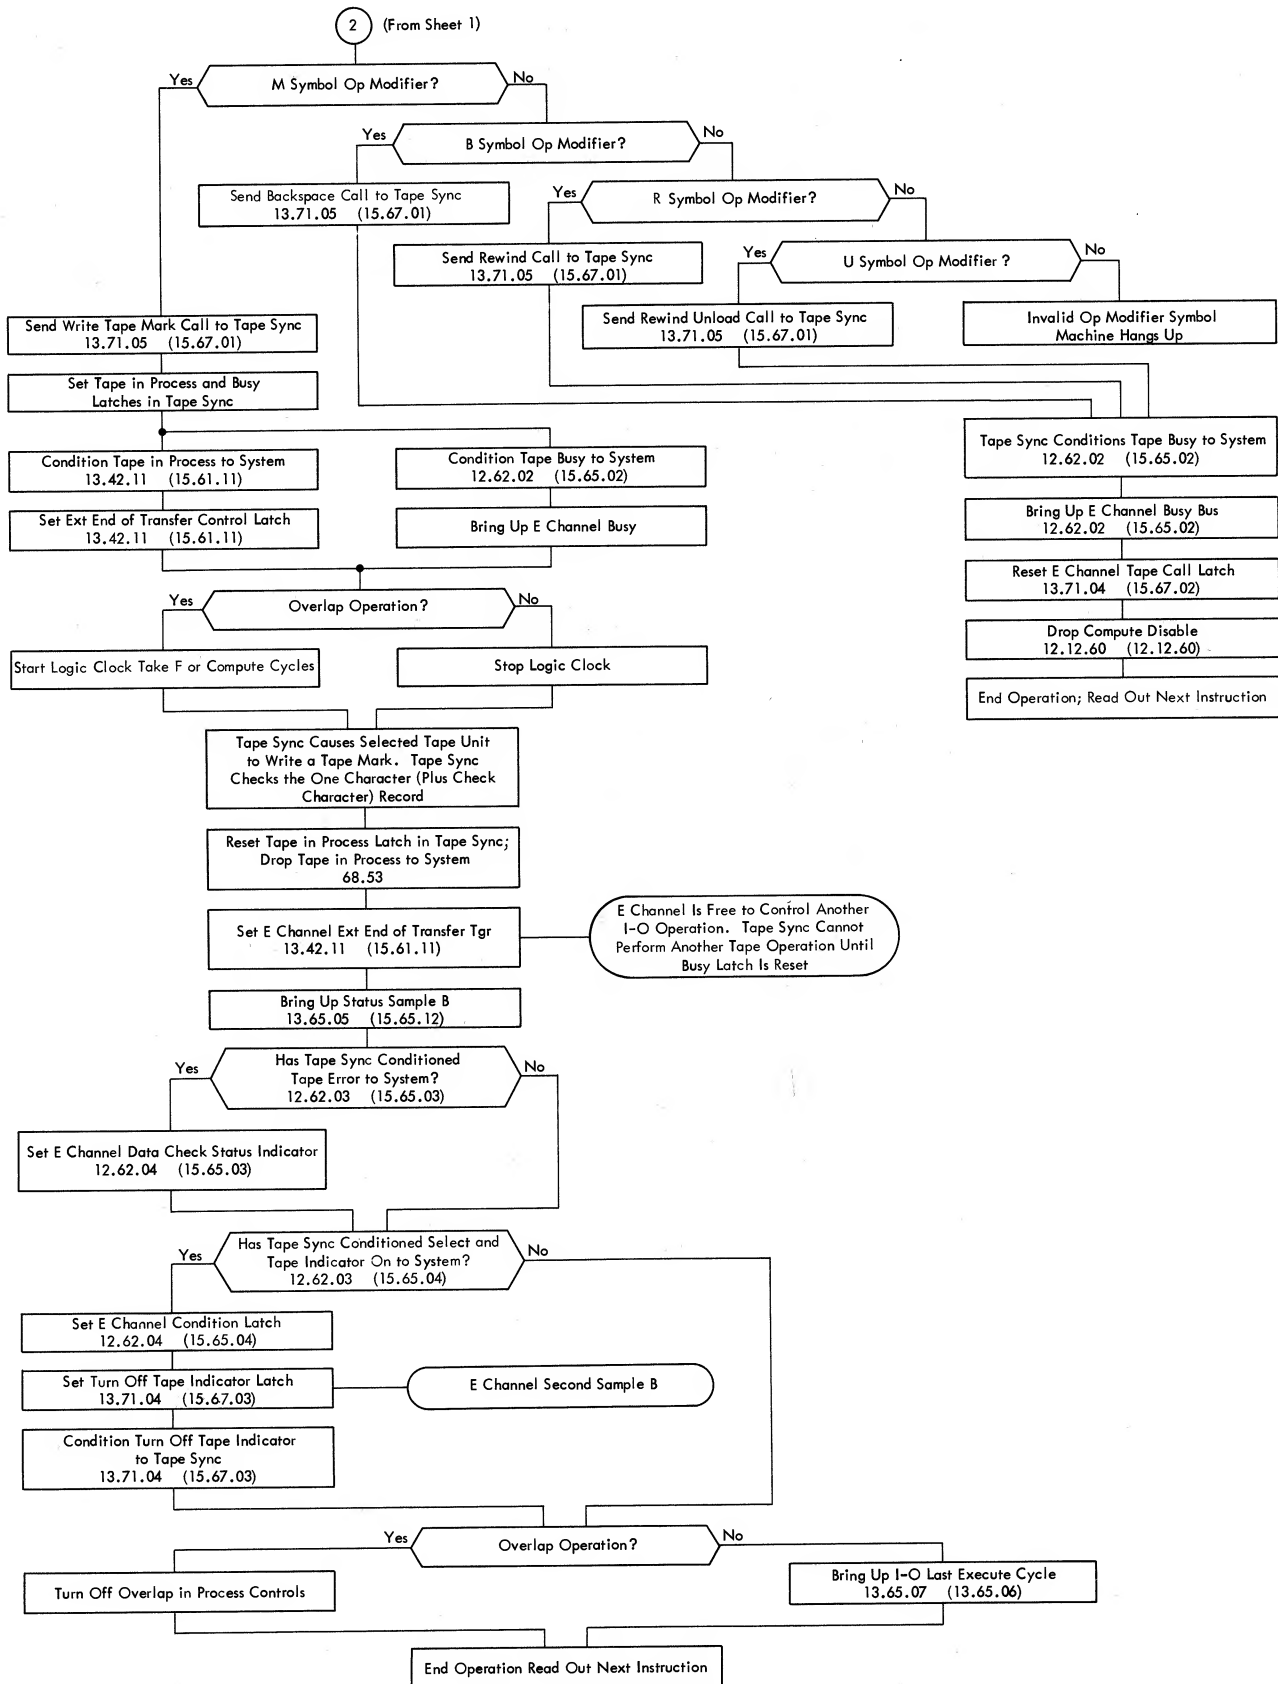 2 (From Sheet 1)
Yes
M Symbol Op Modifier?
No
Yes
B Symbol Op Modifier?
No
Send Backspace Call to Tape Sync
13.71.05 (15.67.01)
Yes
R Symbol Op Modifier?
No
Send Rewind Call to Tape Sync
13.71.05 (15.67.01)
Yes
U Symbol Op Modifier ?
No
Send Write Tape Mark Call to Tape Sync
13.71.05 (15.67.01)
Send Rewind Unload Call to Tape Sync
13.71.05 (15.67.01)
Invalid Op Modifier Symbol
Machine Hangs Up
Set Tape in Process and Busy
Latches in Tape Sync
Condition Tape in Process to System
13.42.11 (15.61.11)
Condition Tape Busy to System
12.62.02 (15.65.02)
Tape Sync Conditions Tape Busy to System
12.62.02 (15.65.02)
Set Ext End of Transfer Control Latch
13.42.11 (15.61.11)
Bring Up E Channel Busy
Bring Up E Channel Busy Bus
12.62.02 (15.65.02)
Reset E Channel Tape Call Latch
13.71.04 (15.67.02)
Yes
Overlap Operation?
No
Drop Compute Disable
12.12.60 (12.12.60)
Start Logic Clock Take F or Compute Cycles
Stop Logic Clock
End Operation; Read Out Next Instruction
Tape Sync Causes Selected Tape Unit
to Write a Tape Mark. Tape Sync
Checks the One Character (Plus Check
Character) Record
Reset Tape in Process Latch in Tape Sync;
Drop Tape in Process to System
68.53
Set E Channel Ext End of Transfer Tgr
13.42.11 (15.61.11)
E Channel Is Free to Control Another
I-O Operation. Tape Sync Cannot
Perform Another Tape Operation Until
Busy Latch Is Reset
Bring Up Status Sample B
13.65.05 (15.65.12)
Yes
Has Tape Sync Conditioned
Tape Error to System?
12.62.03 (15.65.03)
No
Set E Channel Data Check Status Indicator
12.62.04 (15.65.03)
Yes
Has Tape Sync Conditioned Select and
Tape Indicator On to System?
12.62.03 (15.65.04)
No
Set E Channel Condition Latch
12.62.04 (15.65.04)
Set Turn Off Tape Indicator Latch
13.71.04 (15.67.03)
E Channel Second Sample B
Condition Turn Off Tape Indicator
to Tape Sync
13.71.04 (15.67.03)
Yes
Overlap Operation?
No
Turn Off Overlap in Process Controls
Bring Up I-O Last Execute Cycle
13.65.07 (13.65.06)
End Operation Read Out Next Instruction